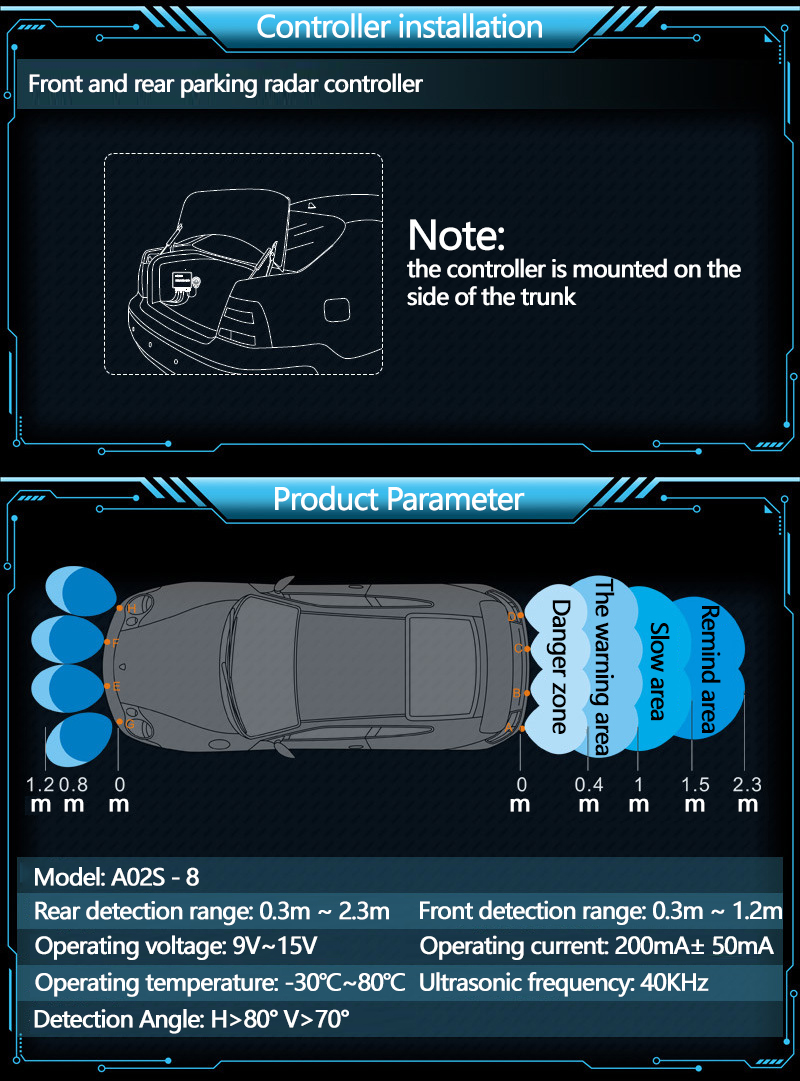 Controller installation
Front and rear parking radar controller
Note:
the controller is mounted on the
side of the trunk
Product Parameter
H
F
E
G
D
C
B
A
Danger zone
The warning area
Slow area
Remind area
1.2 0.8 0 0 0.4 1 1.5 2.3
m m m m m m m m
Model: A02S - 8
Rear detection range: 0.3m ~ 2.3m Front detection range: 0.3m ~ 1.2m
Operating voltage: 9V~15V Operating current: 200mA± 50mA
Operating temperature: -30℃~80℃ Ultrasonic frequency: 40KHz
Detection Angle: H>80° V>70°